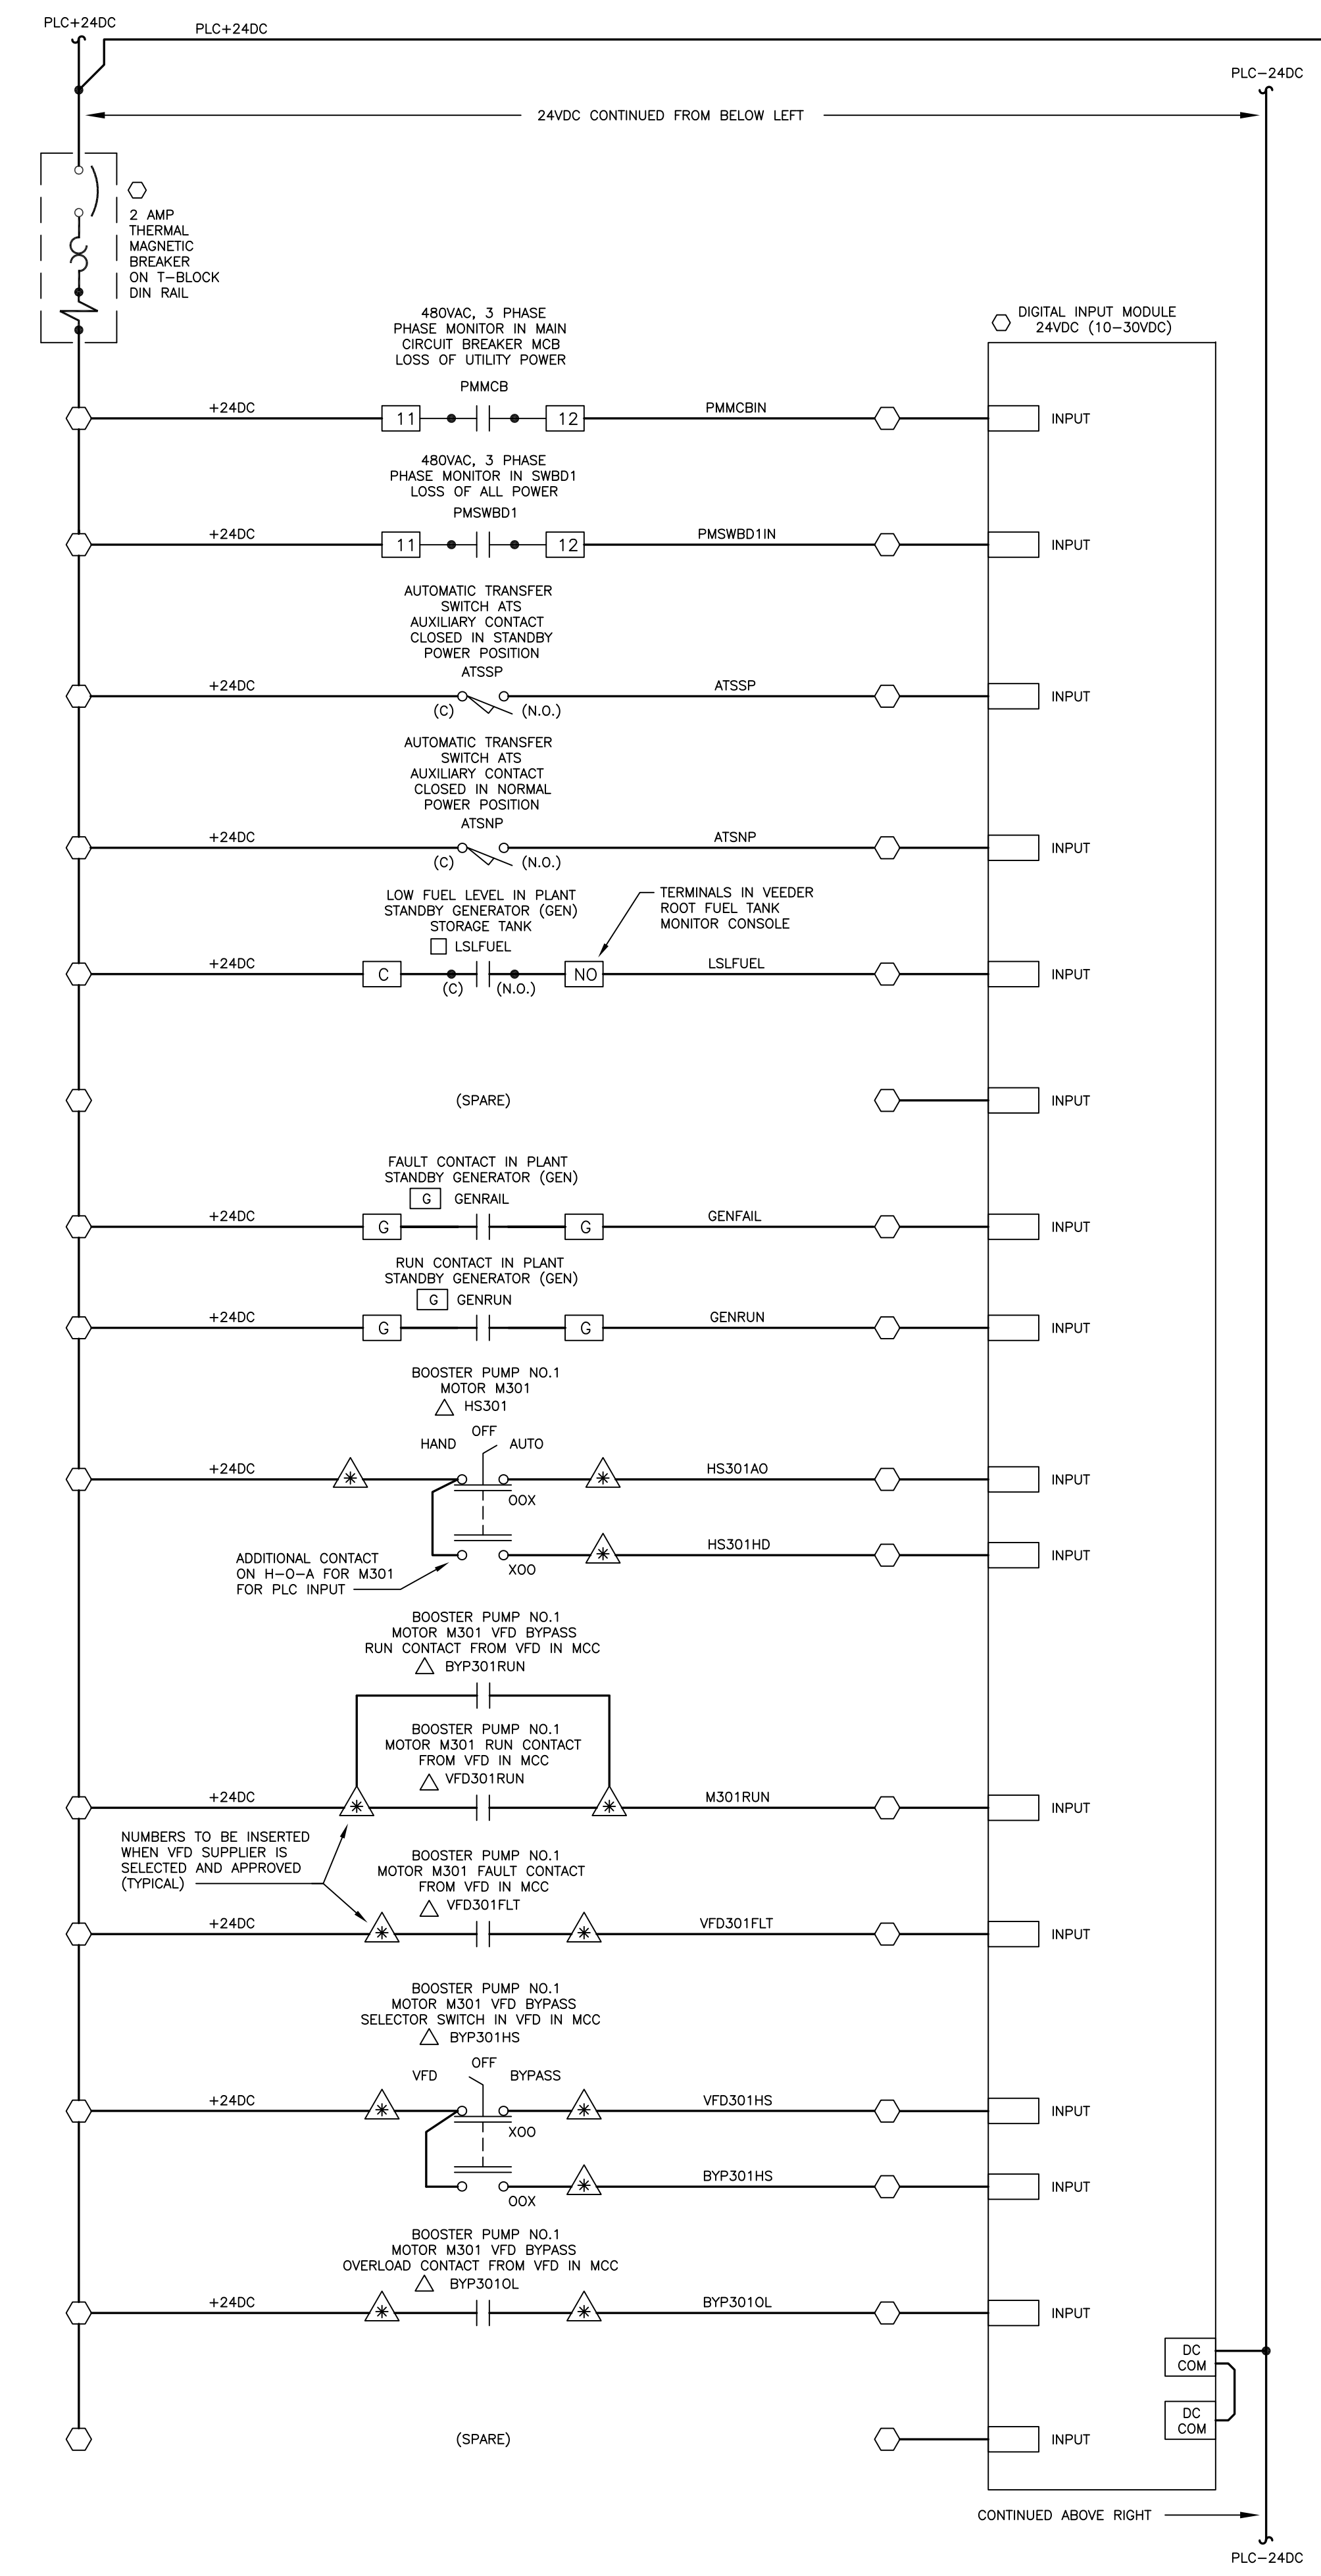 PLC+24DC
PLC+24DC
PLC−24DC
24VDC CONTINUED FROM BELOW LEFT
2 AMP
THERMAL
MAGNETIC
BREAKER
ON T−BLOCK
DIN RAIL
DIGITAL INPUT MODULE
24VDC (10−30VDC)
480VAC, 3 PHASE
PHASE MONITOR IN MAIN
CIRCUIT BREAKER MCB
LOSS OF UTILITY POWER
PMMCB
+24DC 11 12 PMMCBIN INPUT
480VAC, 3 PHASE
PHASE MONITOR IN SWBD1
LOSS OF ALL POWER
PMSWBD1
+24DC 11 12 PMSWBD1IN INPUT
AUTOMATIC TRANSFER
SWITCH ATS
AUXILIARY CONTACT
CLOSED IN STANDBY
POWER POSITION
ATSSP
+24DC ATSSP INPUT
(C) (N.O.)
AUTOMATIC TRANSFER
SWITCH ATS
AUXILIARY CONTACT
CLOSED IN NORMAL
POWER POSITION
ATSNP
+24DC ATSNP INPUT
(C) (N.O.)
LOW FUEL LEVEL IN PLANT
STANDBY GENERATOR (GEN)
STORAGE TANK
LSLFUEL
TERMINALS IN VEEDER
ROOT FUEL TANK
MONITOR CONSOLE
+24DC C NO LSLFUEL INPUT
(C) (N.O.)
(SPARE) INPUT
FAULT CONTACT IN PLANT
STANDBY GENERATOR (GEN)
G GENRAIL
+24DC G G GENFAIL INPUT
RUN CONTACT IN PLANT
STANDBY GENERATOR (GEN)
G GENRUN
+24DC G G GENRUN INPUT
BOOSTER PUMP NO.1
MOTOR M301
HS301
OFF
HAND AUTO
+24DC * * HS301AO INPUT
OOX
* HS301HD INPUT
XOO
ADDITIONAL CONTACT
ON H−O−A FOR M301
FOR PLC INPUT
BOOSTER PUMP NO.1
MOTOR M301 VFD BYPASS
RUN CONTACT FROM VFD IN MCC
BYP301RUN
BOOSTER PUMP NO.1
MOTOR M301 RUN CONTACT
FROM VFD IN MCC
VFD301RUN
+24DC * * M301RUN INPUT
NUMBERS TO BE INSERTED
WHEN VFD SUPPLIER IS
SELECTED AND APPROVED
(TYPICAL)
BOOSTER PUMP NO.1
MOTOR M301 FAULT CONTACT
FROM VFD IN MCC
VFD301FLT
+24DC * * VFD301FLT INPUT
BOOSTER PUMP NO.1
MOTOR M301 VFD BYPASS
SELECTOR SWITCH IN VFD IN MCC
BYP301HS
OFF
VFD BYPASS
+24DC * * VFD301HS INPUT
XOO
* BYP301HS INPUT
OOX
BOOSTER PUMP NO.1
MOTOR M301 VFD BYPASS
OVERLOAD CONTACT FROM VFD IN MCC
BYP301OL
+24DC * * BYP301OL INPUT
DC
COM
DC
COM
(SPARE) INPUT
CONTINUED ABOVE RIGHT
PLC−24DC